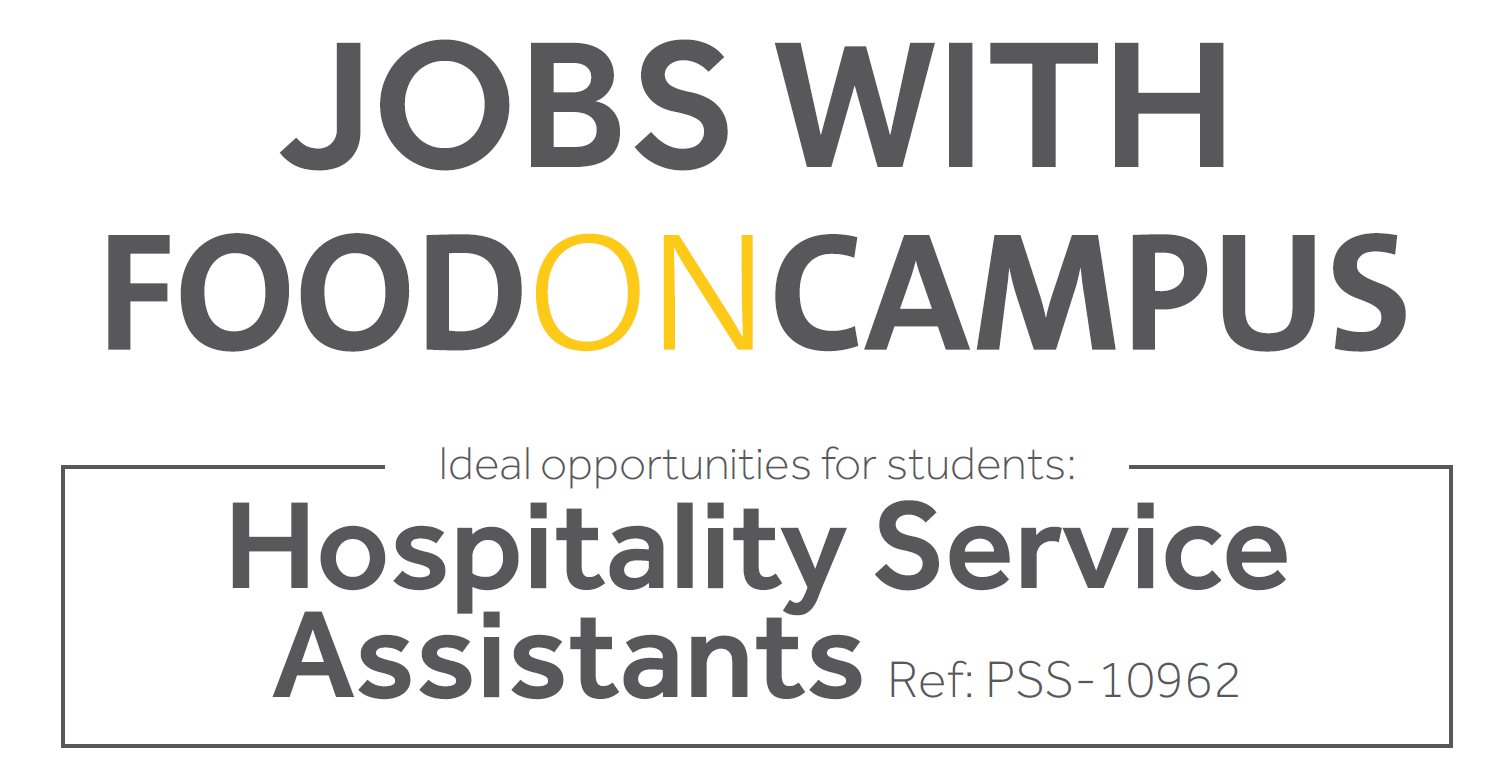 JOBS WITH
FOODONCAMPUS
Ideal opportunities for students:
Hospitality Service
Assistants Ref: PSS-10962